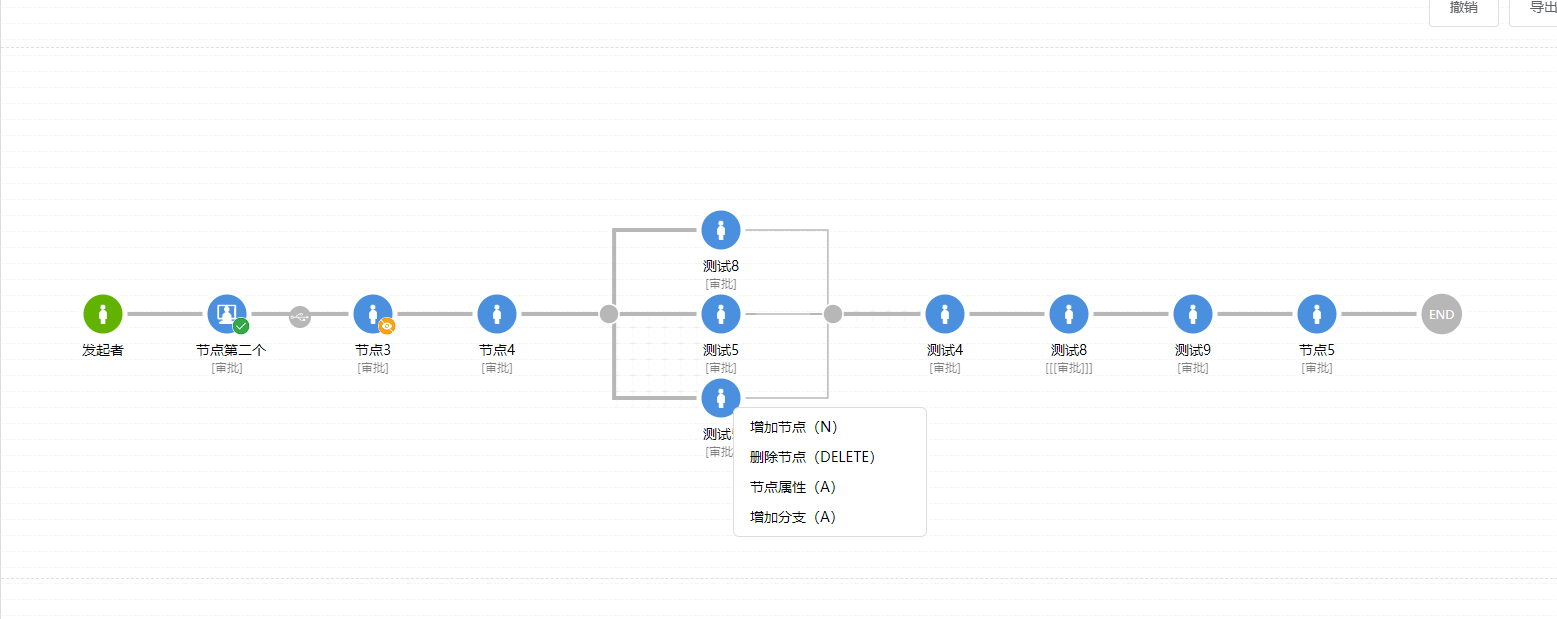 撤销
导出
测试8
[审批]
发起者
节点第二个
[审批]
节点3
[审批]
节点4
[审批]
测试5
[审批]
测试4
[审批]
测试8
[[[审批]]]
测试9
[审批]
节点5
[审批]
END
测试
[审批
增加节点（N）
删除节点（DELETE）
节点属性（A）
增加分支（A）